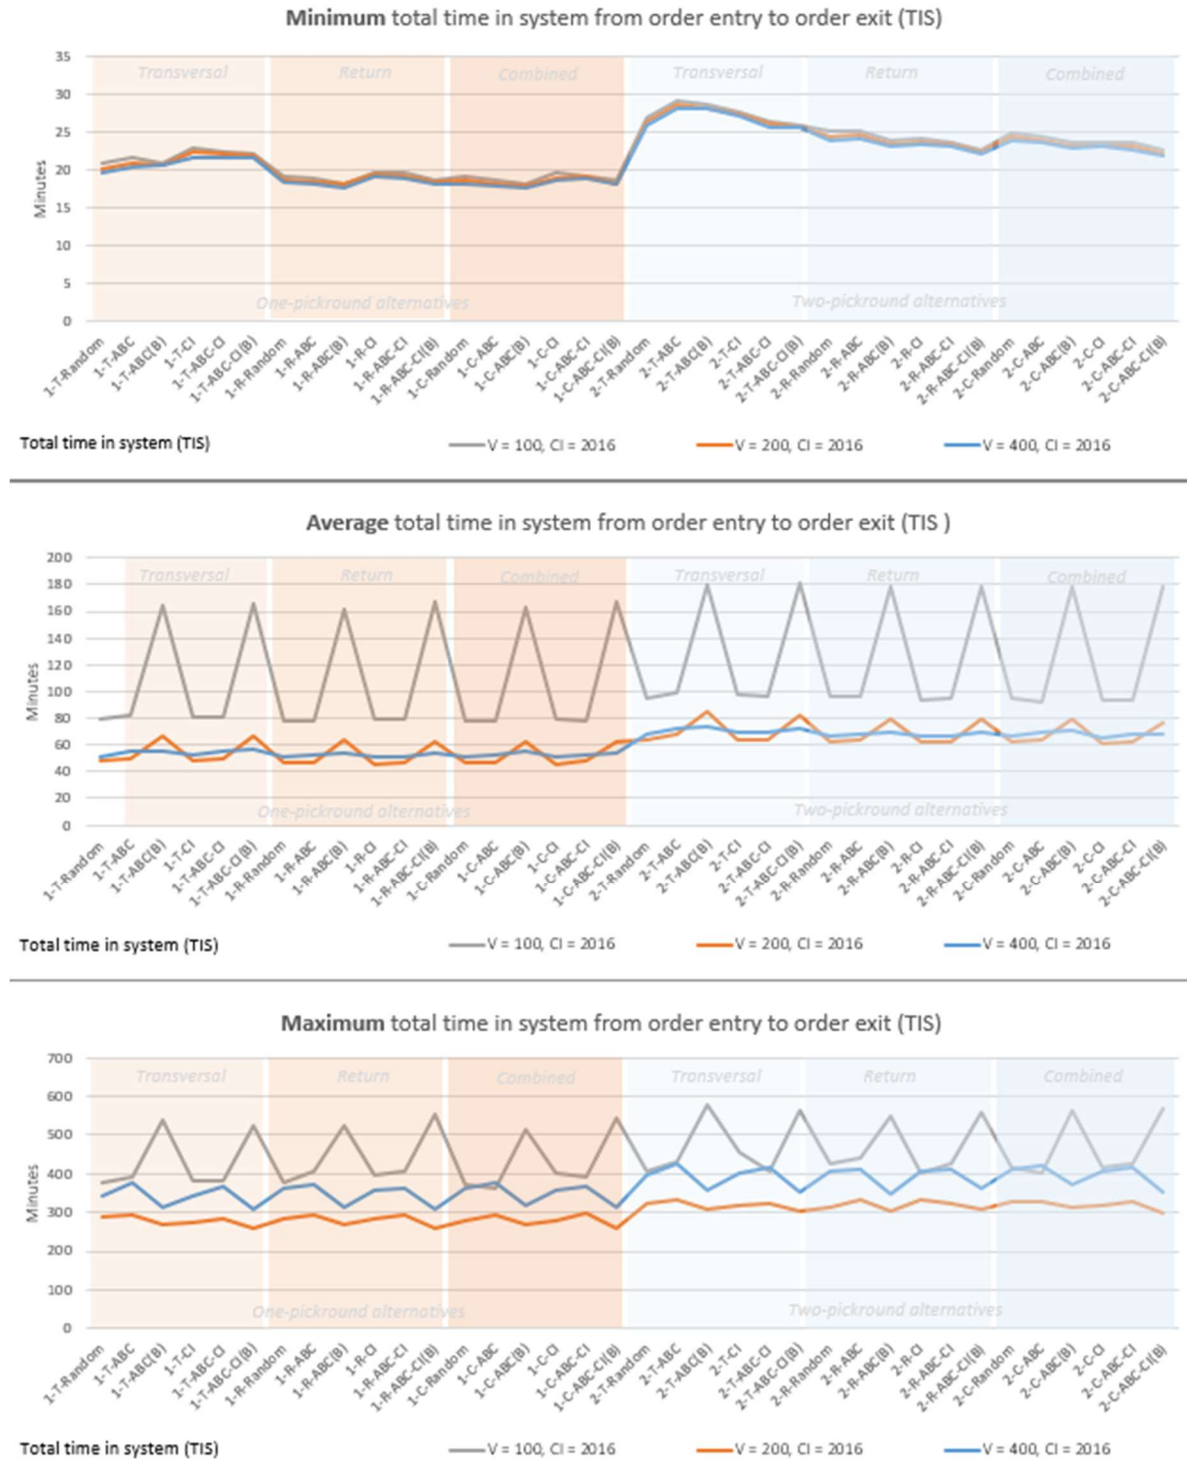 Minimum total time in system from order entry to order exit (TIS)
35
30
25
20
15
10
5
0
Minutes
Transversal
Return
Combined
Transversal
Return
Combined
One-pickround alternatives
Two-pickround alternatives
1-T-Random
1-T-ABC
1-T-ABC(B)
1-T-CI
1-T-ABC-CI
1-T-ABC-CI(B)
1-R-Random
1-R-ABC
1-R-ABC(B)
1-R-CI
1-R-ABC-CI
1-R-ABC-CI(B)
1-C-Random
1-C-ABC
1-C-ABC(B)
1-C-CI
1-C-ABC-CI
1-C-ABC-CI(B)
2-T-Random
2-T-ABC
2-T-ABC(B)
2-T-CI
2-T-ABC-CI
2-T-ABC-CI(B)
2-R-Random
2-R-ABC
2-R-ABC(B)
2-R-CI
2-R-ABC-CI
2-R-ABC-CI(B)
2-C-Random
2-C-ABC
2-C-ABC(B)
2-C-CI
2-C-ABC-CI
2-C-ABC-CI(B)
Total time in system (TIS)
V = 100, CI = 2016
V = 200, CI = 2016
V = 400, CI = 2016
Average total time in system from order entry to order exit (TIS )
200
180
160
140
120
100
80
60
40
20
0
Minutes
Transversal
Return
Combined
Transversal
Return
Combined
One-pickround alternatives
Two-pickround alternatives
1-T-Random
1-T-ABC
1-T-ABC(B)
1-T-CI
1-T-ABC-CI
1-T-ABC-CI(B)
1-R-Random
1-R-ABC
1-R-ABC(B)
1-R-CI
1-R-ABC-CI
1-R-ABC-CI(B)
1-C-Random
1-C-ABC
1-C-ABC(B)
1-C-CI
1-C-ABC-CI
1-C-ABC-CI(B)
2-T-Random
2-T-ABC
2-T-ABC(B)
2-T-CI
2-T-ABC-CI
2-T-ABC-CI(B)
2-R-Random
2-R-ABC
2-R-ABC(B)
2-R-CI
2-R-ABC-CI
2-R-ABC-CI(B)
2-C-Random
2-C-ABC
2-C-ABC(B)
2-C-CI
2-C-ABC-CI
2-C-ABC-CI(B)
Total time in system (TIS)
V = 100, CI = 2016
V = 200, CI = 2016
V = 400, CI = 2016
Maximum total time in system from order entry to order exit (TIS)
700
600
500
400
300
200
100
0
Minutes
Transversal
Return
Combined
Transversal
Return
Combined
One-pickround alternatives
Two-pickround alternatives
1-T-Random
1-T-ABC
1-T-ABC(B)
1-T-CI
1-T-ABC-CI
1-T-ABC-CI(B)
1-R-Random
1-R-ABC
1-R-ABC(B)
1-R-CI
1-R-ABC-CI
1-R-ABC-CI(B)
1-C-Random
1-C-ABC
1-C-ABC(B)
1-C-CI
1-C-ABC-CI
1-C-ABC-CI(B)
2-T-Random
2-T-ABC
2-T-ABC(B)
2-T-CI
2-T-ABC-CI
2-T-ABC-CI(B)
2-R-Random
2-R-ABC
2-R-ABC(B)
2-R-CI
2-R-ABC-CI
2-R-ABC-CI(B)
2-C-Random
2-C-ABC
2-C-ABC(B)
2-C-CI
2-C-ABC-CI
2-C-ABC-CI(B)
Total time in system (TIS)
V = 100, CI = 2016
V = 200, CI = 2016
V = 400, CI = 2016